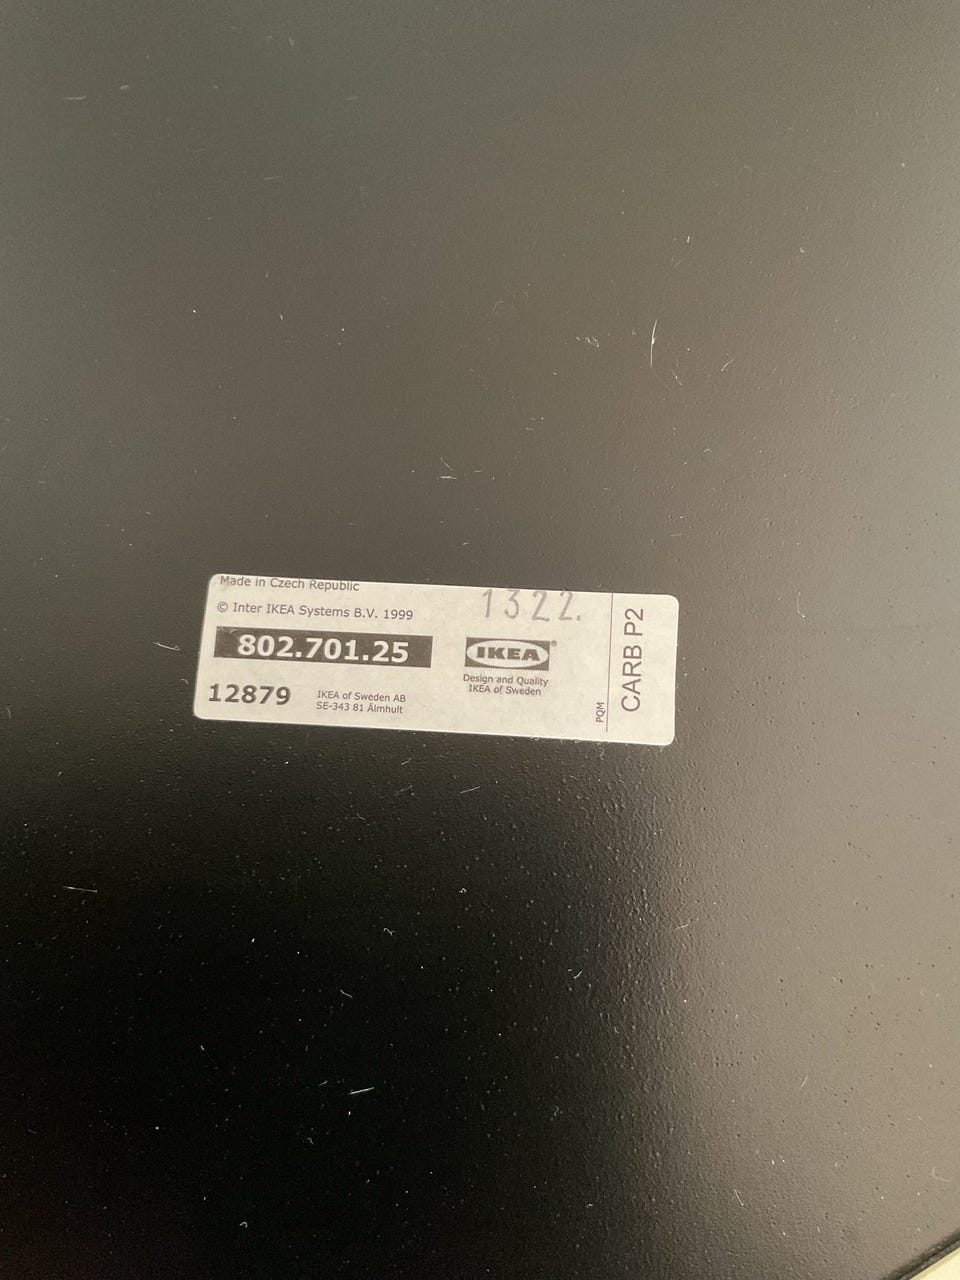 Made in Czech Republic
© Inter IKEA Systems B.V. 1999
802.701.25
12879
IKEA of Sweden AB
SE-343 81 Älmhult
1322.
IKEA®
Design and Quality
IKEA of Sweden
PQM
CARB P2